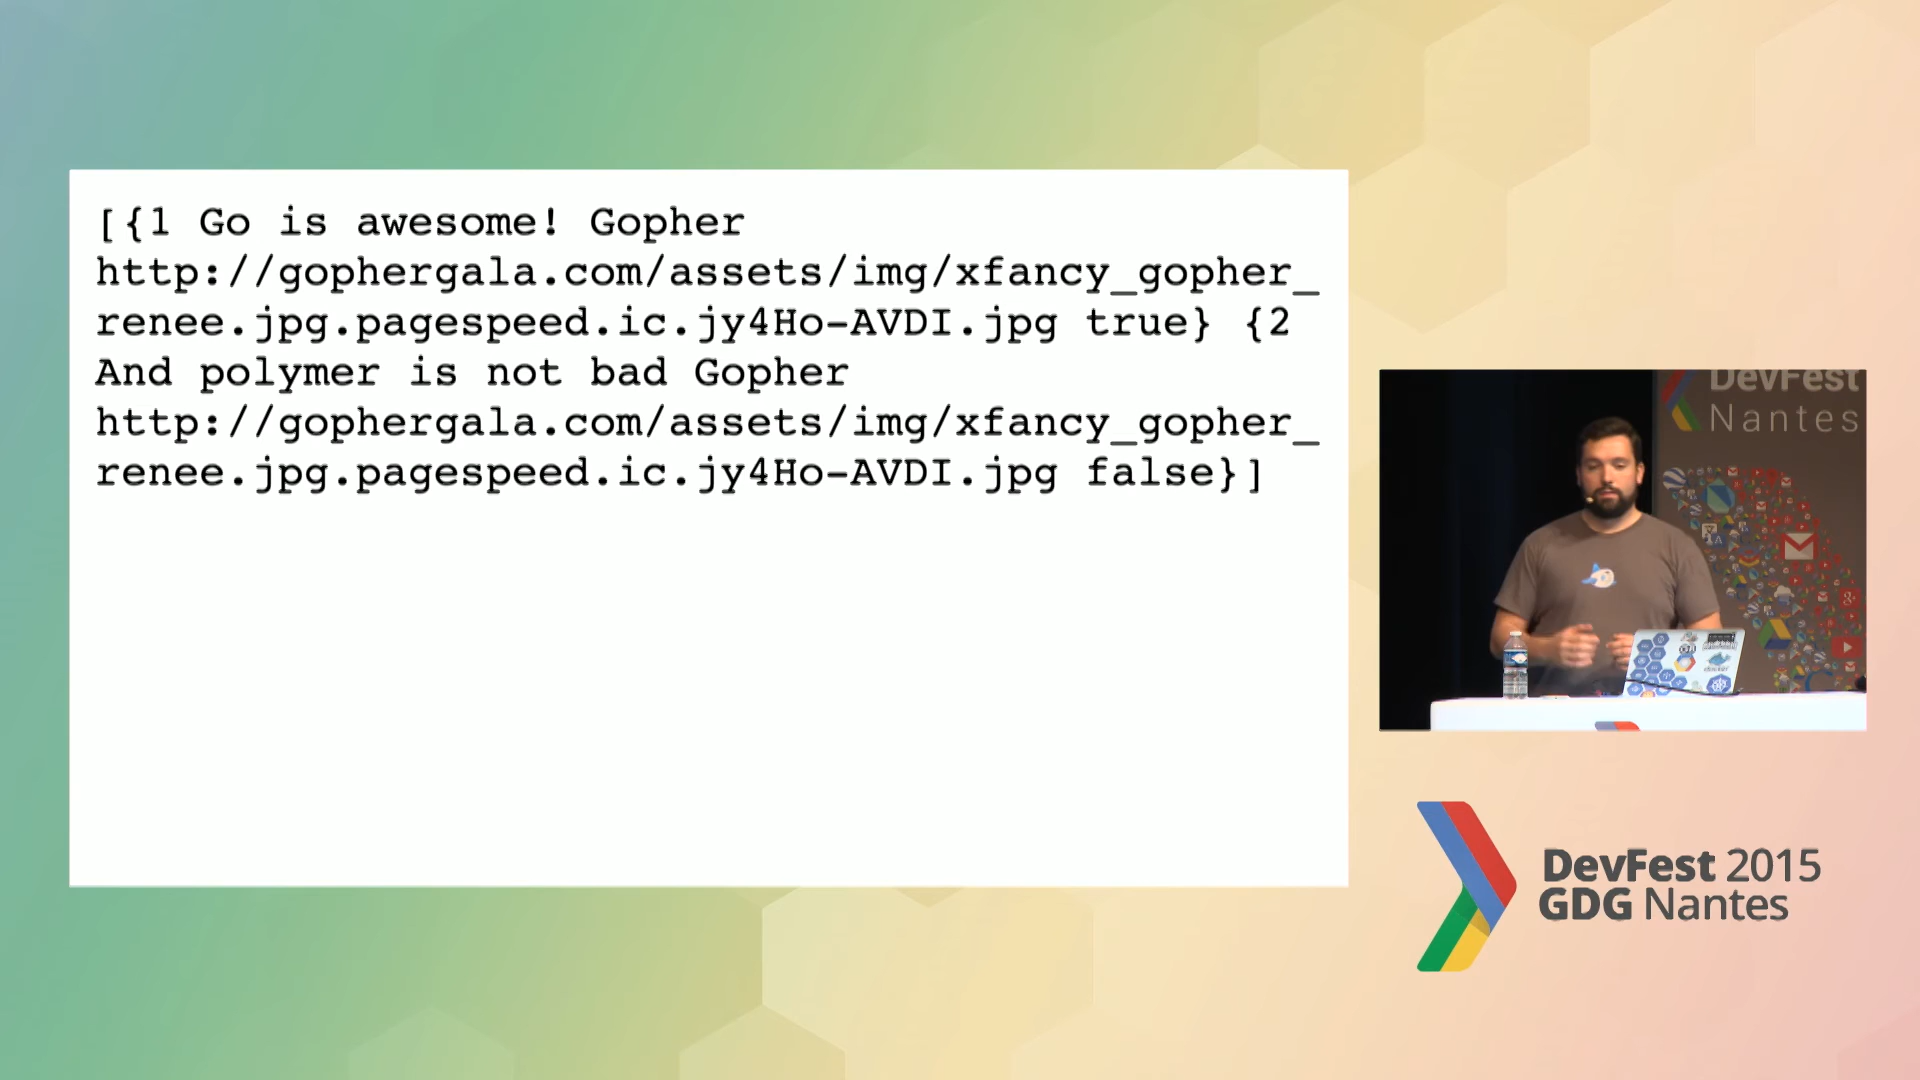 [{1 Go is awesome! Gopher
http://gophergala.com/assets/img/xfancy_gopher_
renee.jpg.pagespeed.ic.jy4Ho-AVDI.jpg true} {2
And polymer is not bad Gopher
http://gophergala.com/assets/img/xfancy_gopher_
renee.jpg.pagespeed.ic.jy4Ho-AVDI.jpg false}]
DevFest
Nantes
DevFest 2015
GDG Nantes